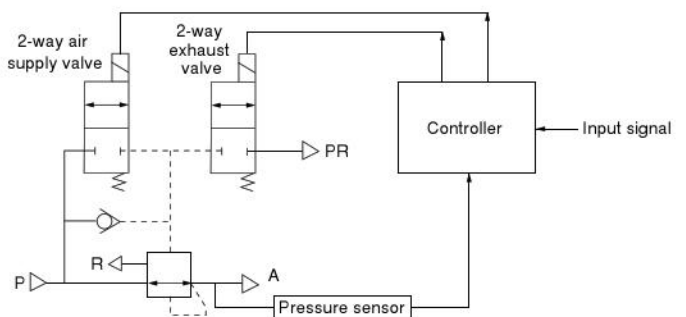 2-way air
supply valve
2-way
exhaust
valve
Controller
Input signal
PR
R
P
A
Pressure sensor